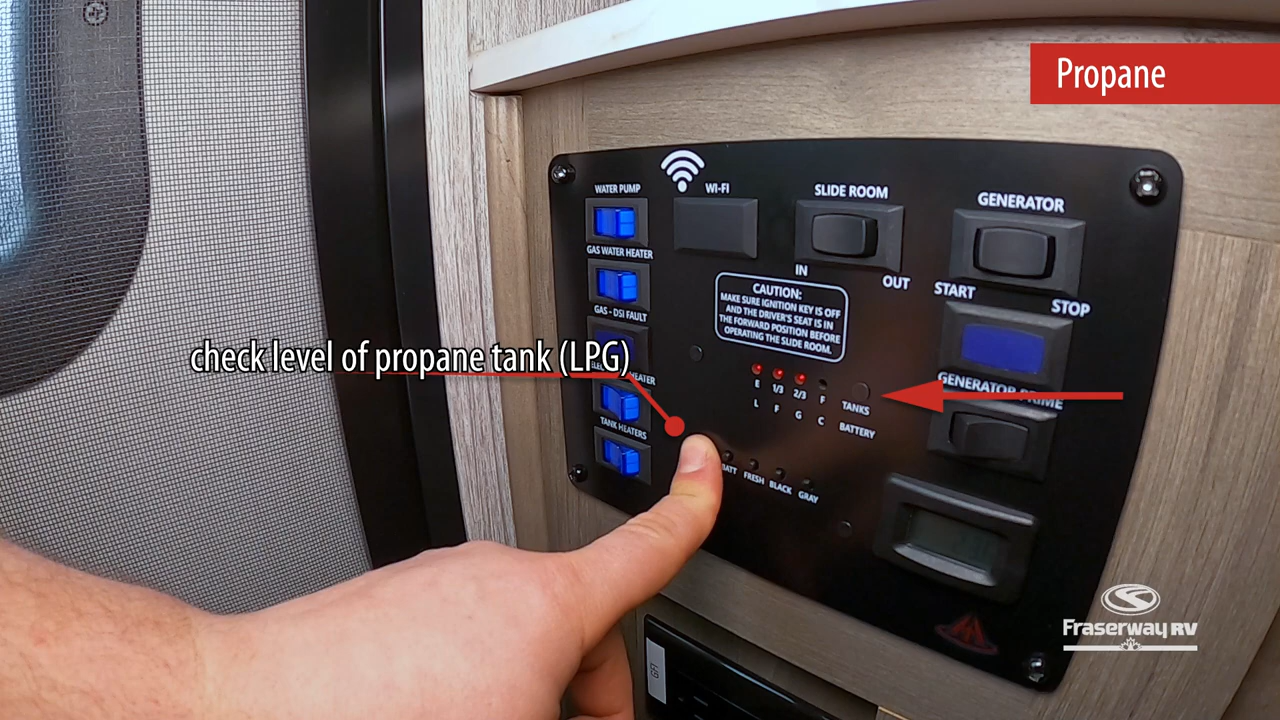 Propane
WATER PUMP
WI-FI
SLIDE ROOM
GENERATOR
GAS WATER HEATER
IN
OUT
START
STOP
CAUTION:
MAKE SURE IGNITION KEY IS OFF
AND THE DRIVER'S SEAT IS IN
THE FORWARD POSITION BEFORE
OPERATING THE SLIDE ROOM.
GAS - DSI FAULT
check level of propane tank (LPG)
HEATER
GENERATOR PRIME
E 1/3 2/3 F TANKS
L F G C BATTERY
TANK HEATERS
BATT FRESH BLACK GRAY
Fraserway RV
GFI